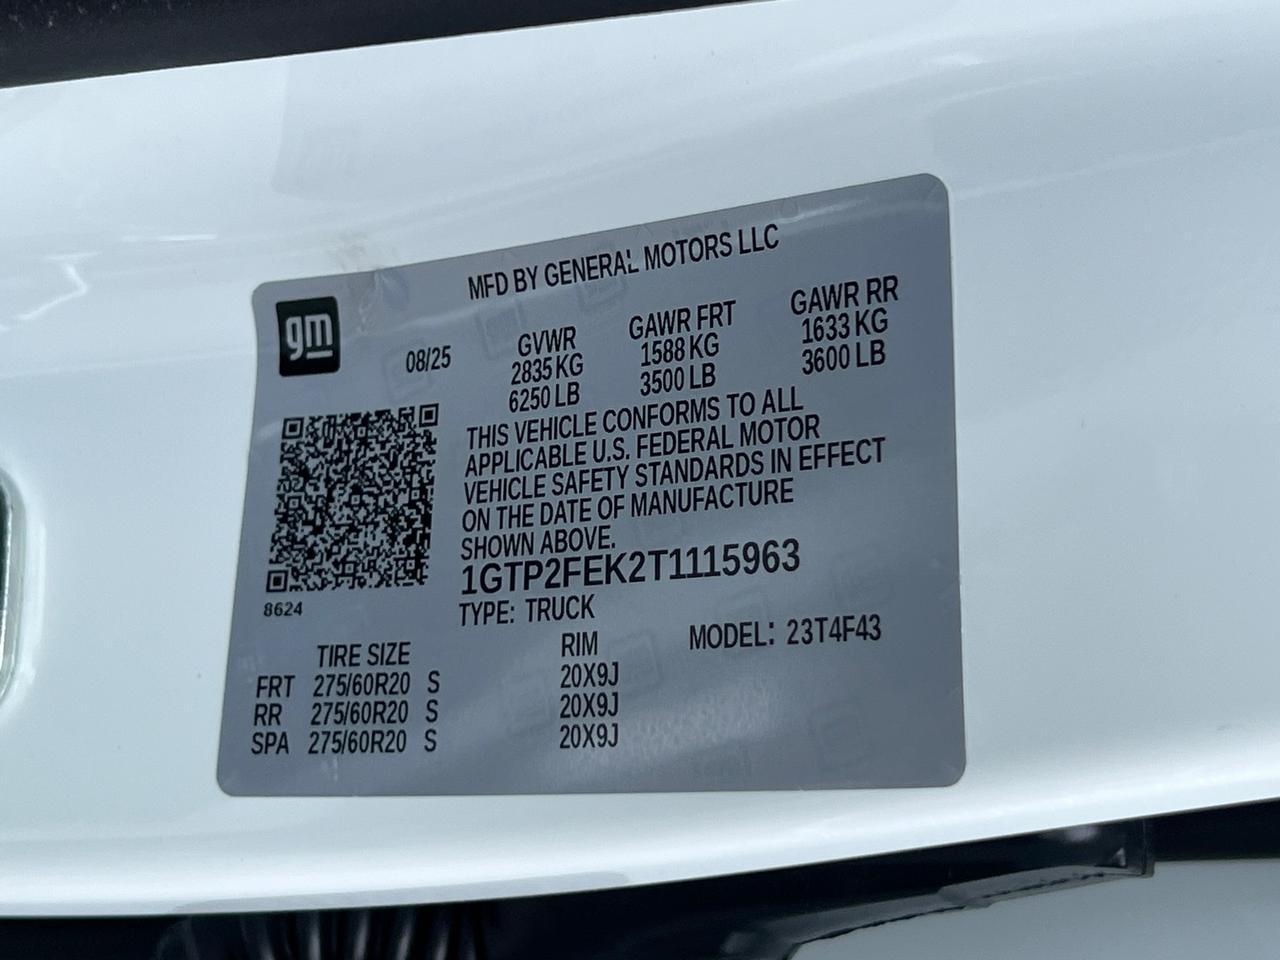 MFD BY GENERAL MOTORS LLC
gm
08/25
GVWR
2835 KG
6250 LB
GAWR FRT
1588 KG
3500 LB
GAWR RR
1633 KG
3600 LB
THIS VEHICLE CONFORMS TO ALL
APPLICABLE U.S. FEDERAL MOTOR
VEHICLE SAFETY STANDARDS IN EFFECT
ON THE DATE OF MANUFACTURE
SHOWN ABOVE.
1GTP2FEK2T1115963
8624
TYPE: TRUCK
MODEL: 23T4F43
TIRE SIZE RIM
FRT 275/60R20 S 20X9J
RR 275/60R20 S 20X9J
SPA 275/60R20 S 20X9J